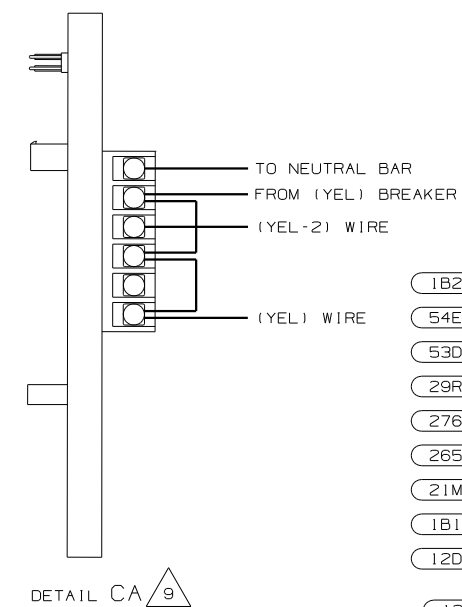 TO NEUTRAL BAR
FROM (YEL) BREAKER
(YEL-2) WIRE
(YEL) WIRE
1B2
54E
53D
29R
276
265
21M
1B1
12D
DETAIL CA 9